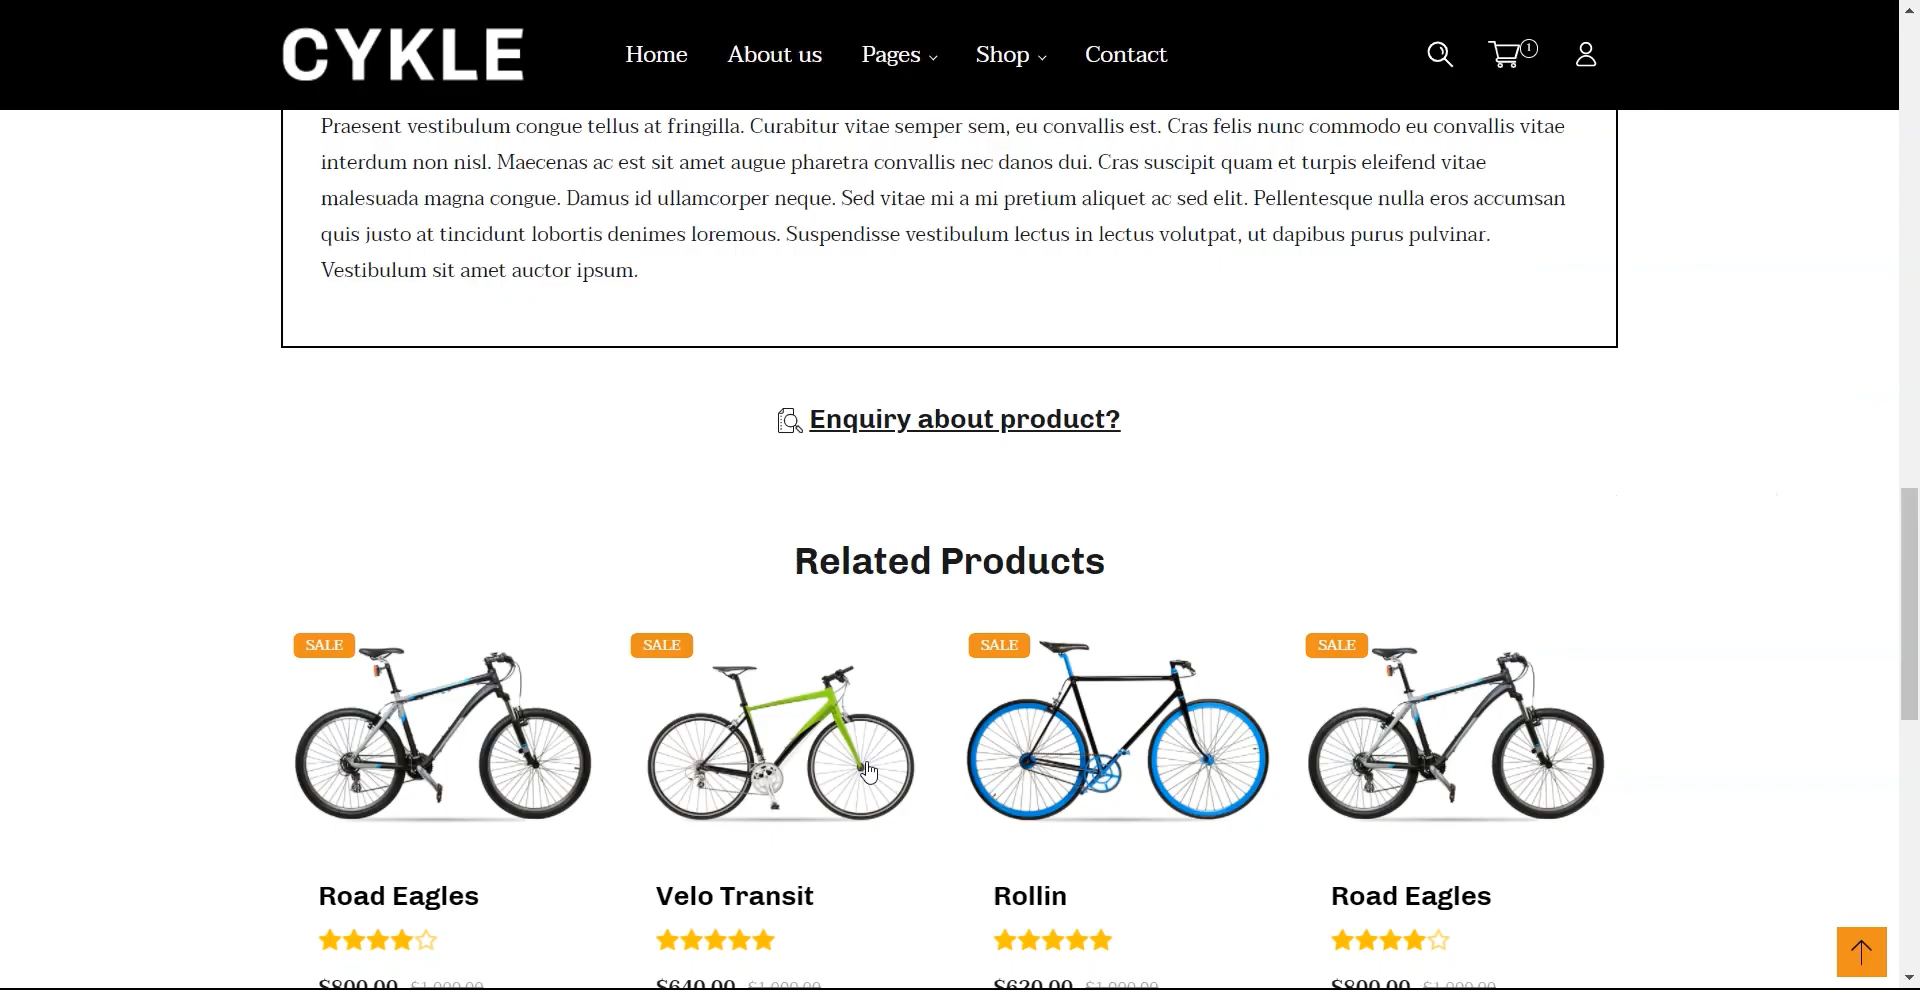 CYKLE
Home About us Pages Shop Contact
1
Praesent vestibulum congue tellus at fringilla. Curabitur vitae semper sem, eu convallis est. Cras felis nunc commodo eu convallis vitae
interdum non nisl. Maecenas ac est sit amet augue pharetra convallis nec danos dui. Cras suscipit quam et turpis eleifend vitae
malesuada magna congue. Damus id ullamcorper neque. Sed vitae mi a mi pretium aliquet ac sed elit. Pellentesque nulla eros accumsan
quis justo at tincidunt lobortis denimes loremous. Suspendisse vestibulum lectus in lectus volutpat, ut dapibus purus pulvinar.
Vestibulum sit amet auctor ipsum.
Enquiry about product?
Related Products
SALE SALE SALE SALE
Road Eagles Velo Transit Rollin Road Eagles
$800.00 $1,000.00 $640.00 $1,000.00 $620.00 $1,000.00 $800.00 $1,000.00